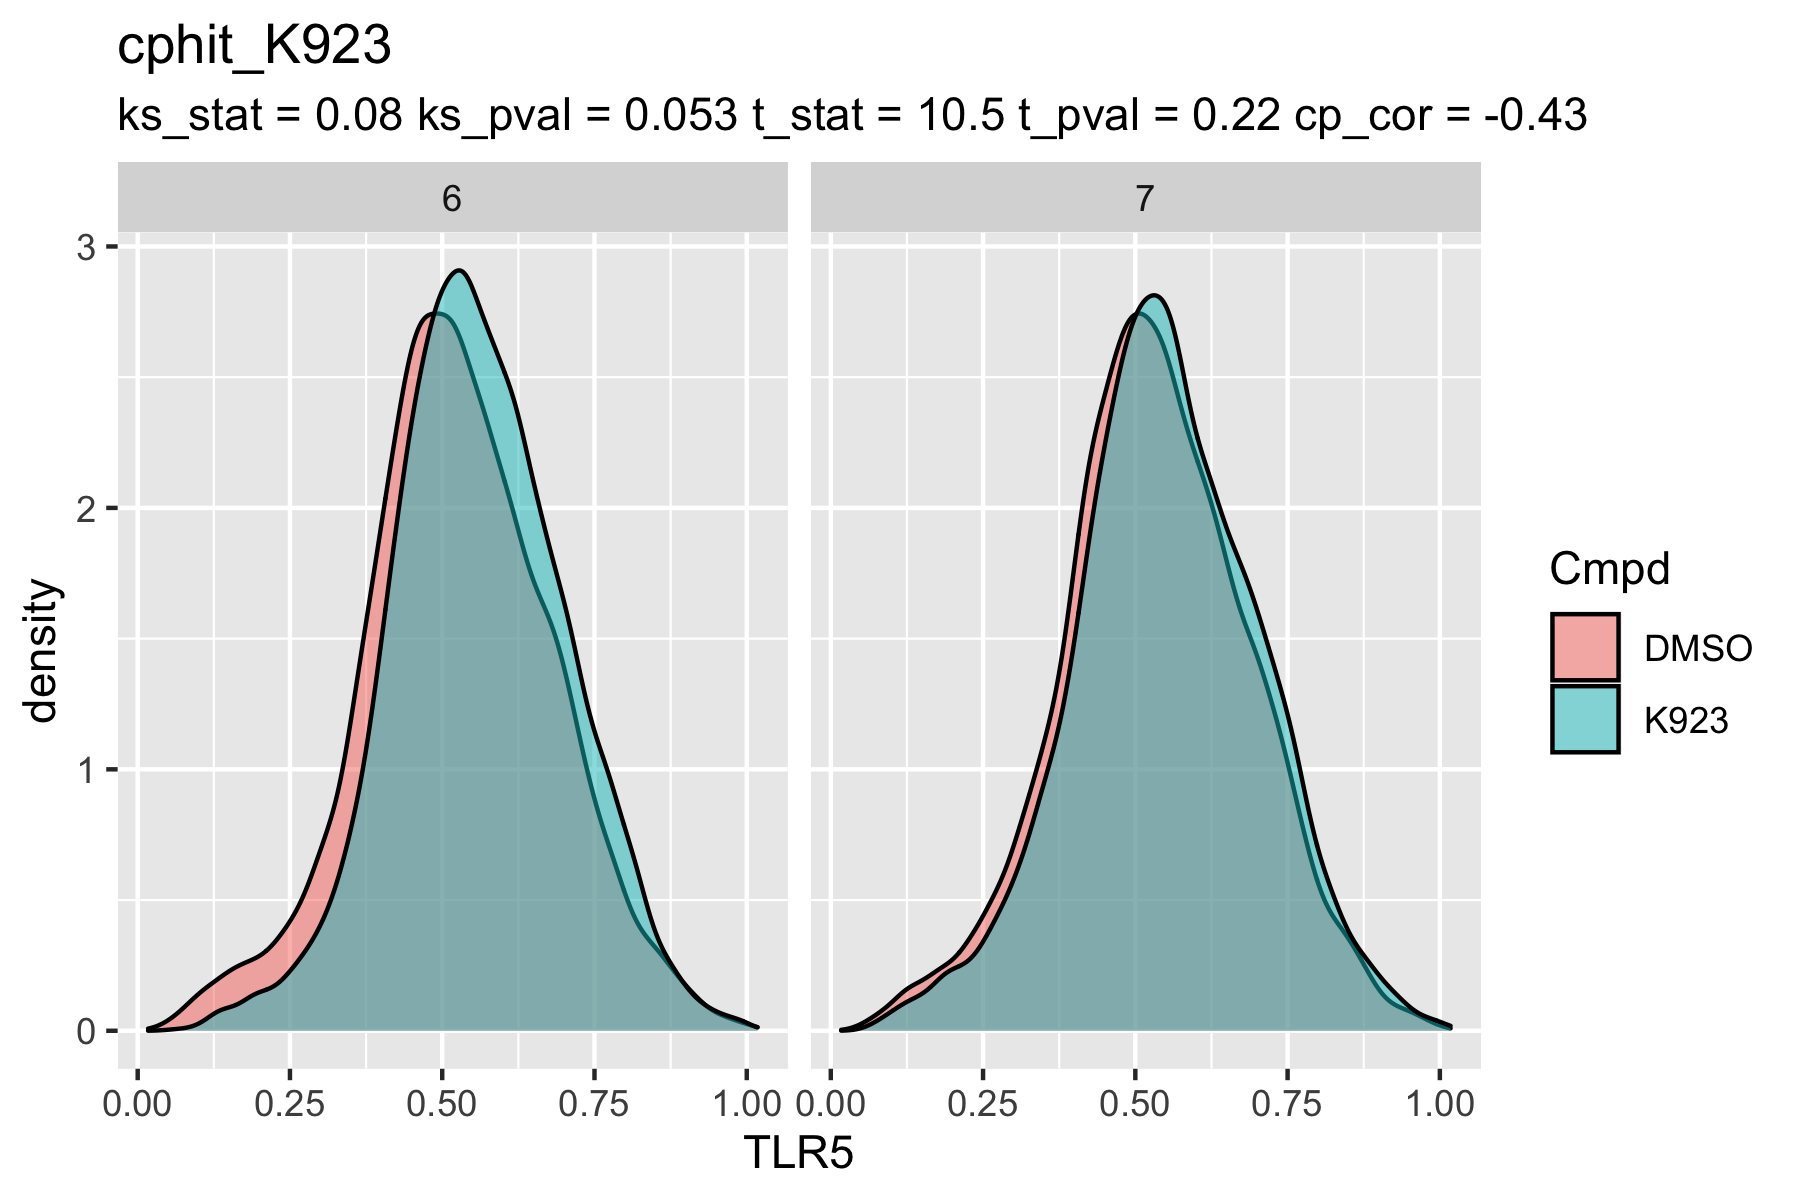 cphit_K923
ks_stat = 0.08 ks_pval = 0.053 t_stat = 10.5 t_pval = 0.22 cp_cor = -0.43
6 7
3
2
1
0
density
0.00 0.25 0.50 0.75 1.00 0.00 0.25 0.50 0.75 1.00
TLR5
Cmpd
DMSO
K923